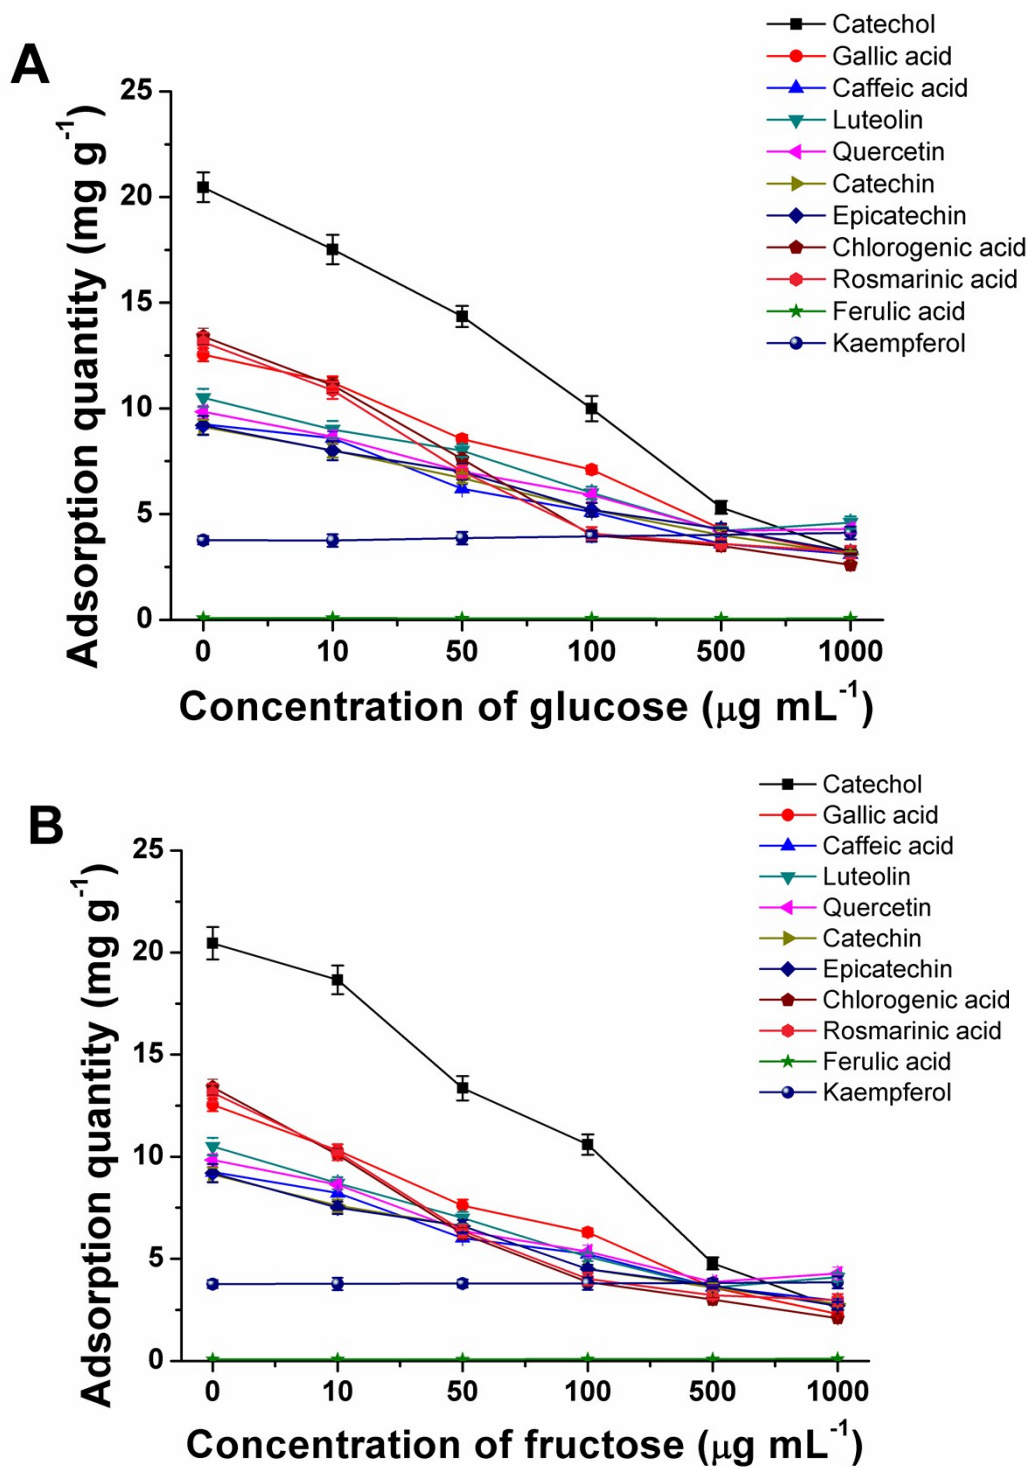 A
Catechol
Gallic acid
Caffeic acid
Luteolin
Quercetin
Catechin
Epicatechin
Chlorogenic acid
Rosmarinic acid
Ferulic acid
Kaempferol
Adsorption quantity (mg g⁻¹)
25
20
15
10
5
0
0 10 50 100 500 1000
Concentration of glucose (μg mL⁻¹)
B
Catechol
Gallic acid
Caffeic acid
Luteolin
Quercetin
Catechin
Epicatechin
Chlorogenic acid
Rosmarinic acid
Ferulic acid
Kaempferol
Adsorption quantity (mg g⁻¹)
25
20
15
10
5
0
0 10 50 100 500 1000
Concentration of fructose (μg mL⁻¹)